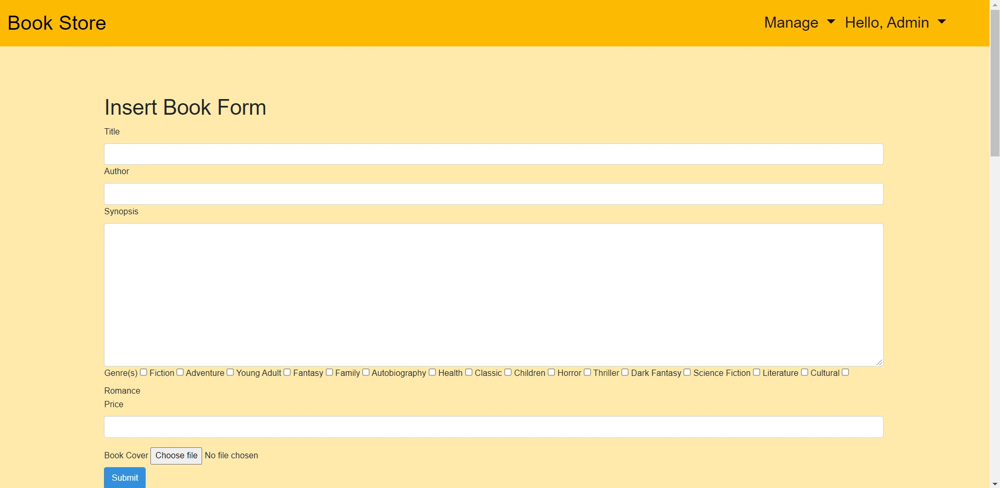 Book Store Manage Hello, Admin
Insert Book Form
Title
Author
Synopsis
Genre(s) Fiction Adventure Young Adult Fantasy Family Autobiography Health Classic Children Horror Thriller Dark Fantasy Science Fiction Literature Cultural
Romance
Price
Book Cover Choose file No file chosen
Submit